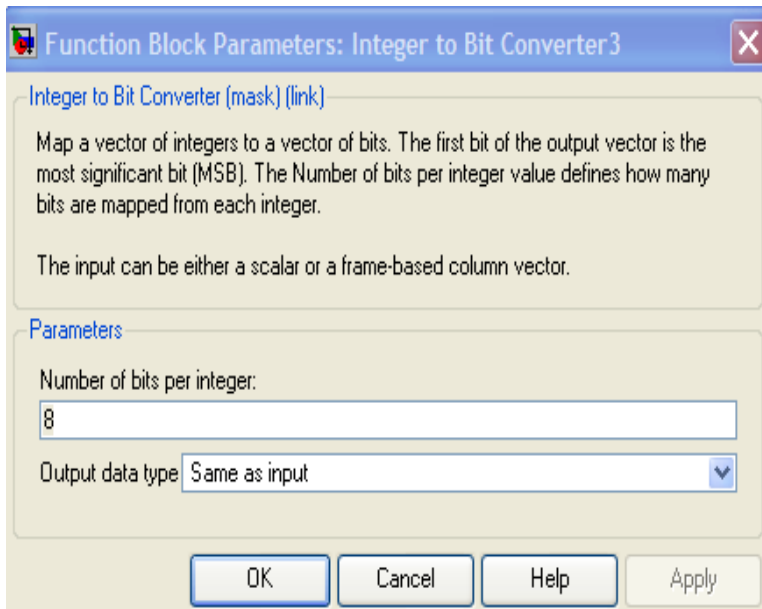 Function Block Parameters: Integer to Bit Converter3
Integer to Bit Converter (mask) (link)
Map a vector of integers to a vector of bits. The first bit of the output vector is the
most significant bit (MSB). The Number of bits per integer value defines how many
bits are mapped from each integer.
The input can be either a scalar or a frame-based column vector.
Parameters
Number of bits per integer:
8
Output data type Same as input
OK Cancel Help Apply